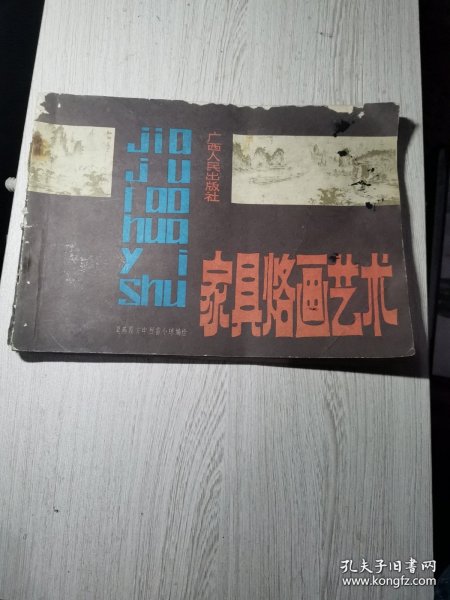 jia
ju
lao
hua
yi
shu
广西人民出版社
家具烙画艺术
孔夫子旧书网
www.kongfz.com